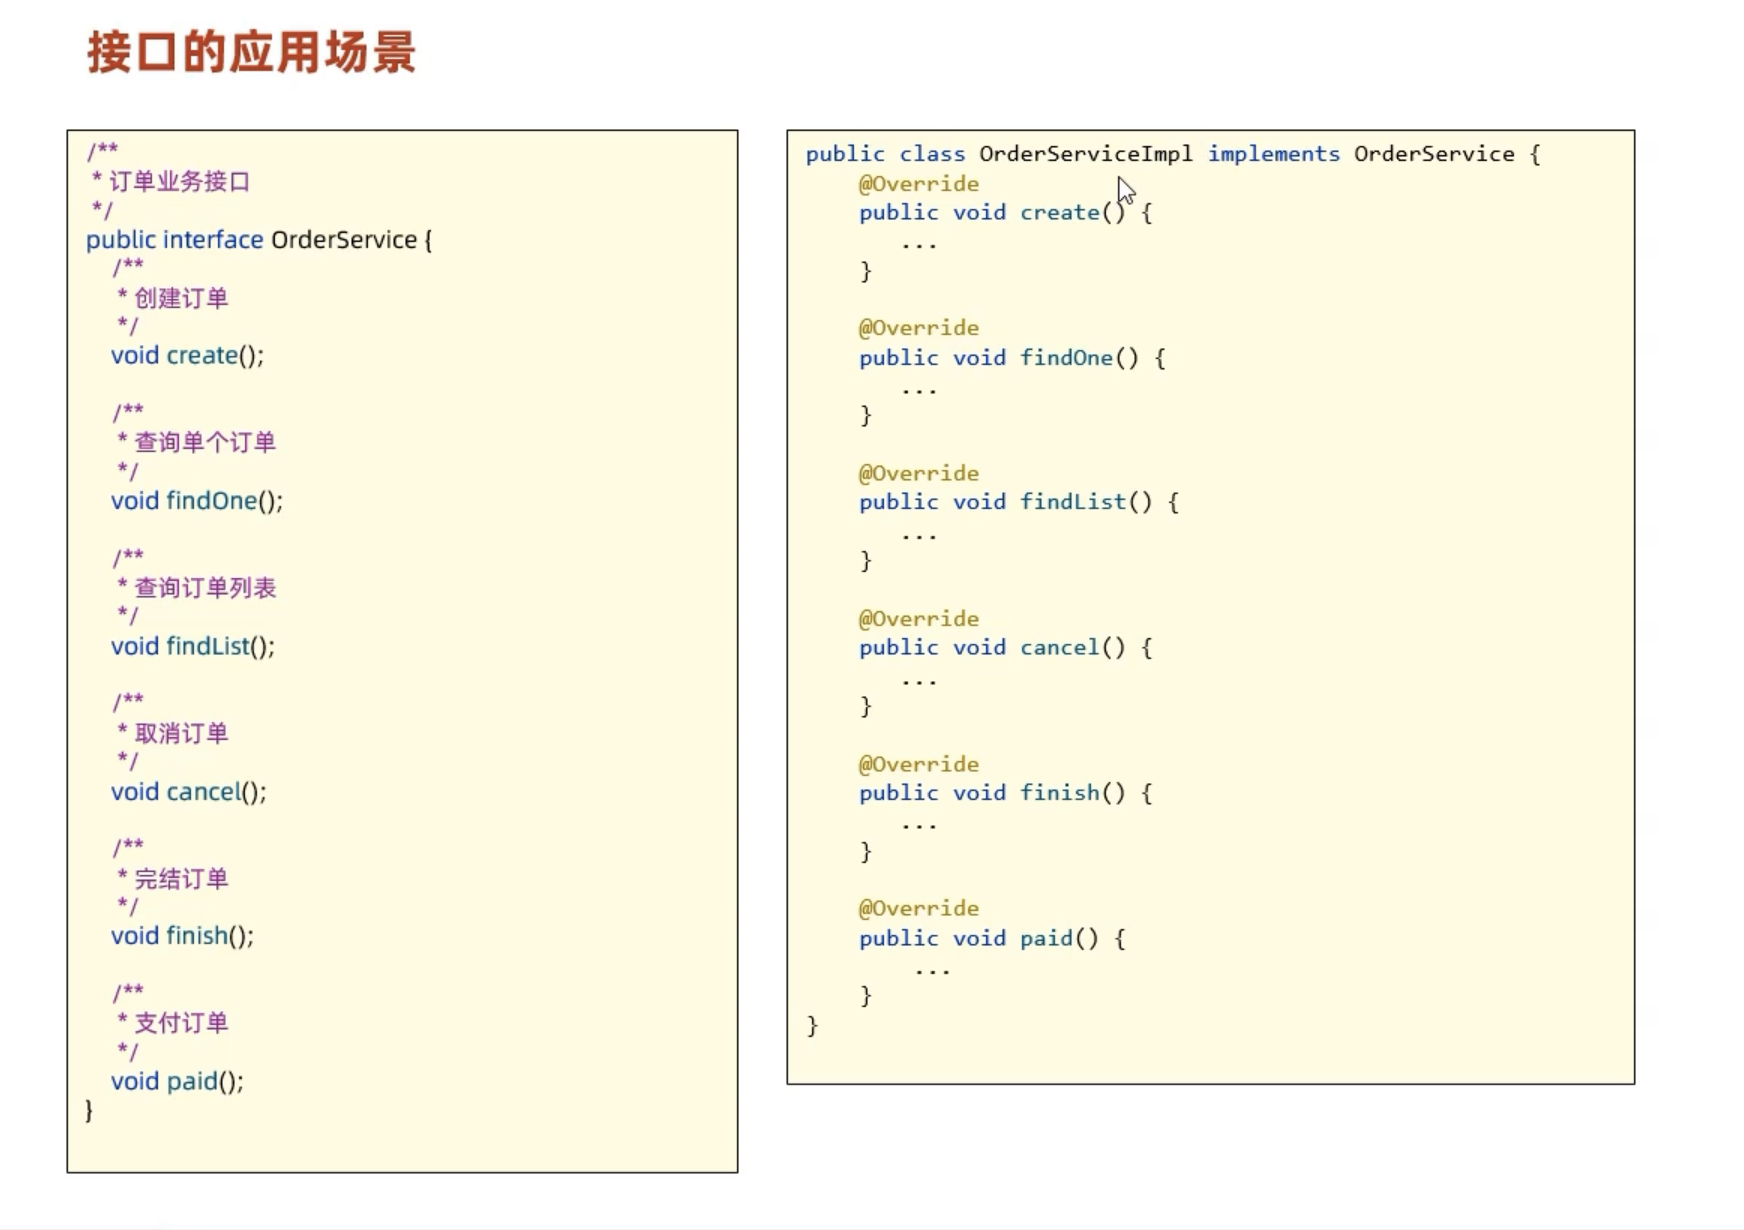 接口的应用场景
/**
* 订单业务接口
*/
public interface OrderService {
/**
* 创建订单
*/
void create();
/**
* 查询单个订单
*/
void findOne();
/**
* 查询订单列表
*/
void findList();
/**
* 取消订单
*/
void cancel();
/**
* 完结订单
*/
void finish();
/**
* 支付订单
*/
void paid();
}
public class OrderServiceImpl implements OrderService {
@Override
public void create() {
...
}
@Override
public void findOne() {
...
}
@Override
public void findList() {
...
}
@Override
public void cancel() {
...
}
@Override
public void finish() {
...
}
@Override
public void paid() {
...
}
}